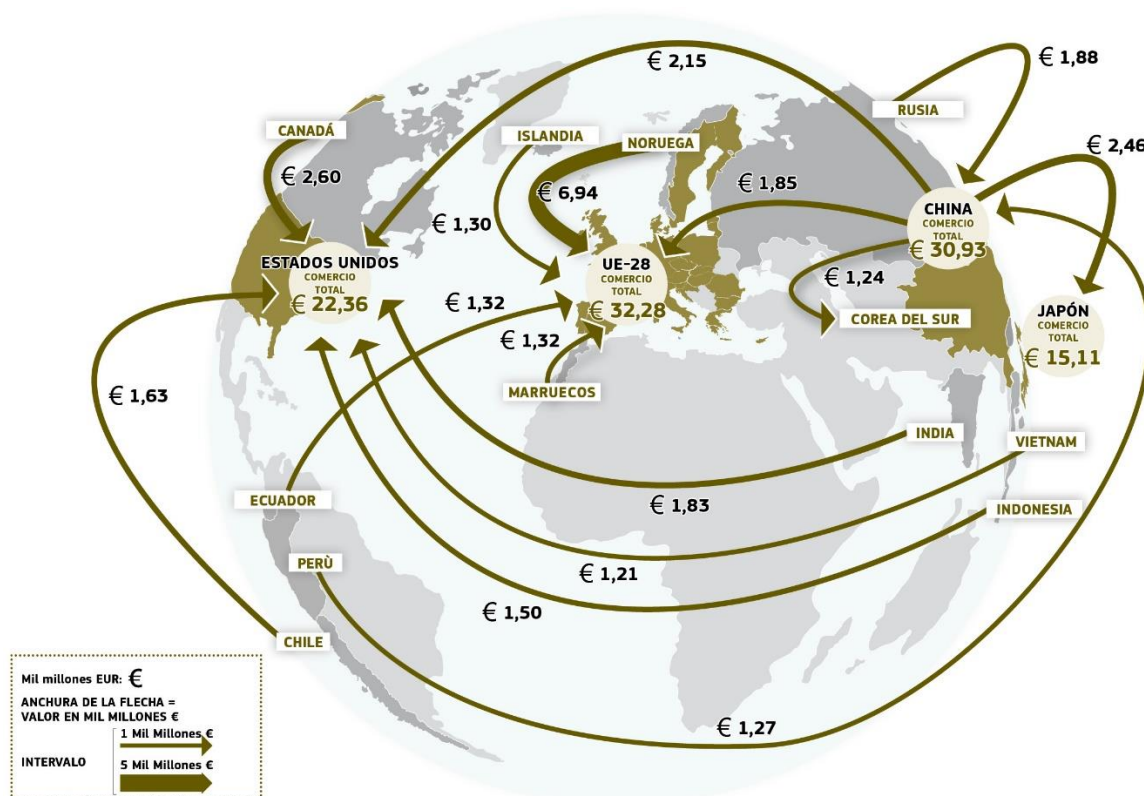 € 2,15
€ 1,88
RUSIA
CANADÁ
ISLANDIA
NORUEGA
€ 2,46
€ 2,60
€ 6,94
€ 1,85
CHINA
COMERCIO
TOTAL
€ 30,93
€ 1,30
ESTADOS UNIDOS
COMERCIO
TOTAL
€ 22,36
UE-28
COMERCIO
TOTAL
€ 32,28
€ 1,24
COREA DEL SUR
JAPÓN
COMERCIO
TOTAL
€ 15,11
€ 1,32
€ 1,32
MARRUECOS
€ 1,63
INDIA
VIETNAM
ECUADOR
€ 1,83
INDONESIA
PERÙ
€ 1,21
€ 1,50
CHILE
€ 1,27
Mil millones EUR: €
ANCHURA DE LA FLECHA =
VALOR EN MIL MILLONES €
INTERVALO
1 Mil Millones €
5 Mil Millones €